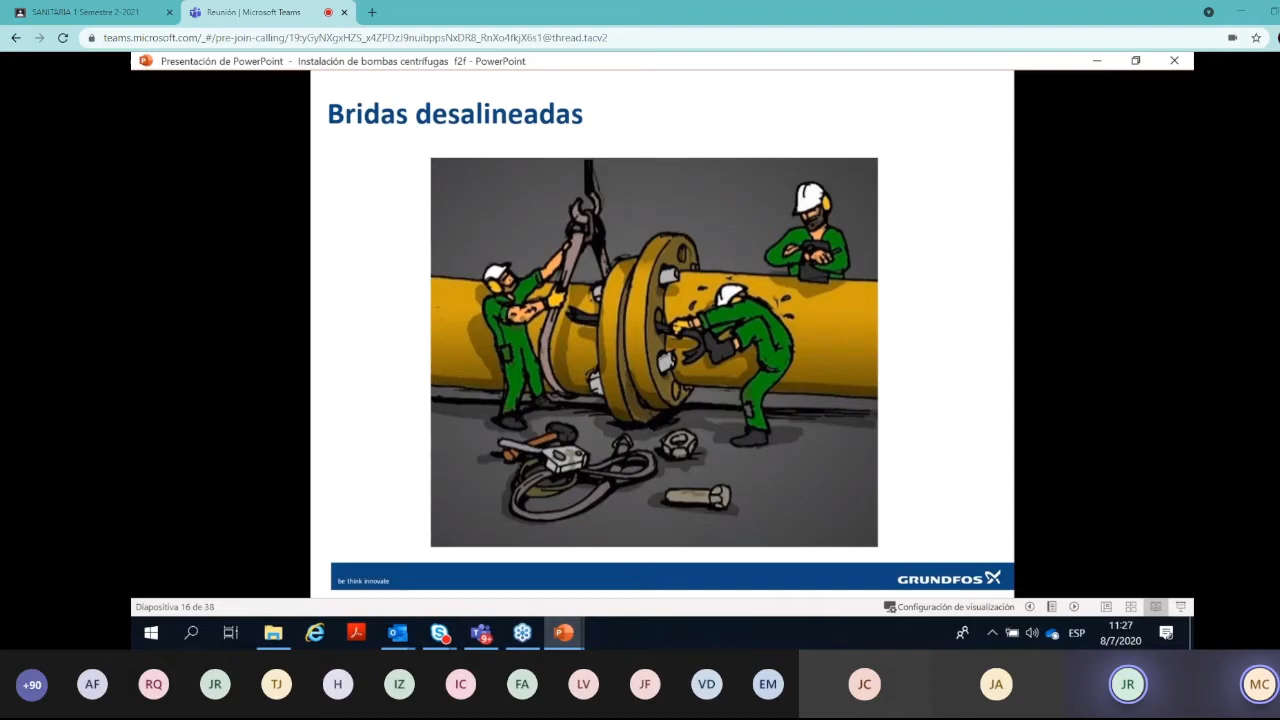 SANITARIA 1 Semestre 2-2021
Reunión | Microsoft Teams
teams.microsoft.com/_#/pre-join-calling/19:yGyNXgxHZS_x4ZPDzJ9nuibppsNxDR8_RnXo4fkjX6s1@thread.tacv2
Presentación de PowerPoint - Instalación de bombas centrífugas f2f - PowerPoint
Bridas desalineadas
be think innovate
GRUNDFOS
Diapositiva 16 de 38
Configuración de visualización
9+
ESP
11:27
8/7/2020
+90
AF
RQ
JR
TJ
H
IZ
IC
FA
LV
JF
VD
EM
JC
JA
JR
MC